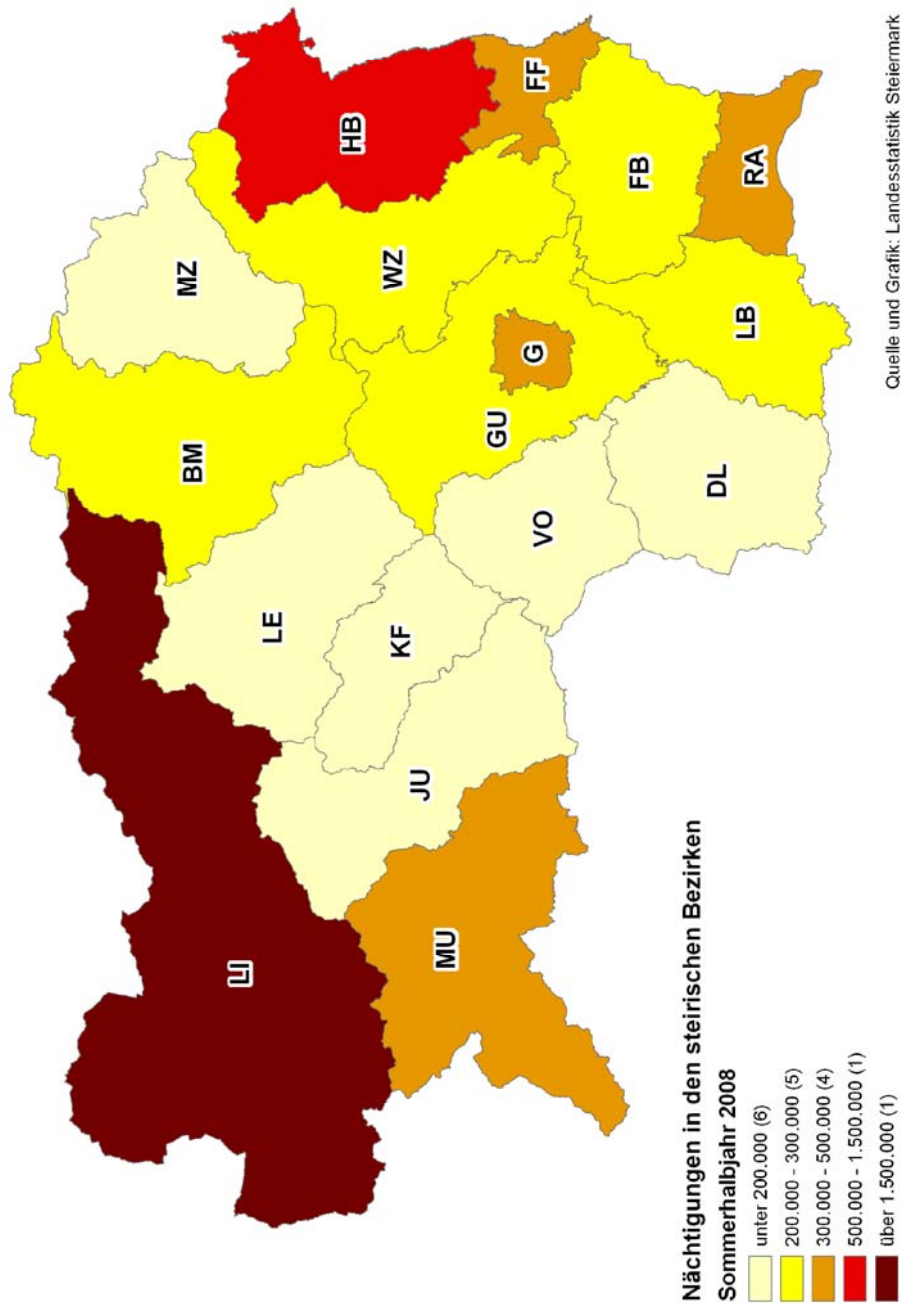 LI
BM
MZ
HB
LE
WZ
KF
JU
MU
GU
G
VO
FF
FB
DL
LB
RA
Nächtigungen in den steirischen Bezirken
Sommerhalbjahr 2008
unter 200.000 (6)
200.000 - 300.000 (5)
300.000 - 500.000 (4)
500.000 - 1.500.000 (1)
über 1.500.000 (1)
Quelle und Grafik: Landesstatistik Steiermark